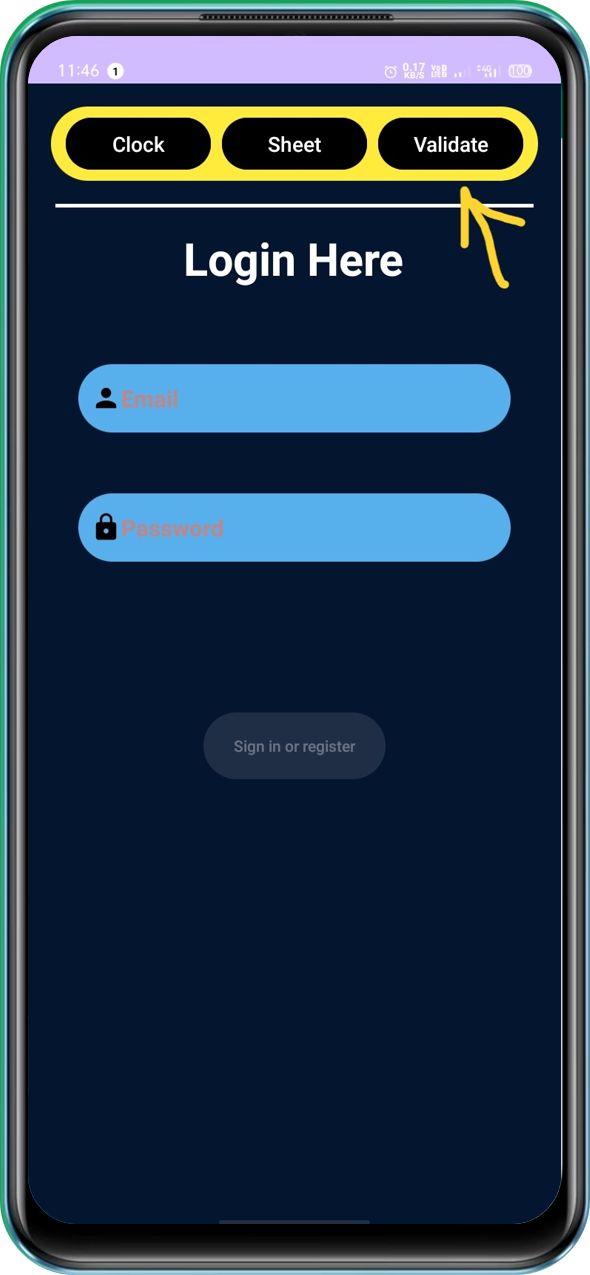 11:46 1 0.17 KB/S Vo) LTE 4G 100
Clock Sheet Validate
Login Here
Email
Password
Sign in or register